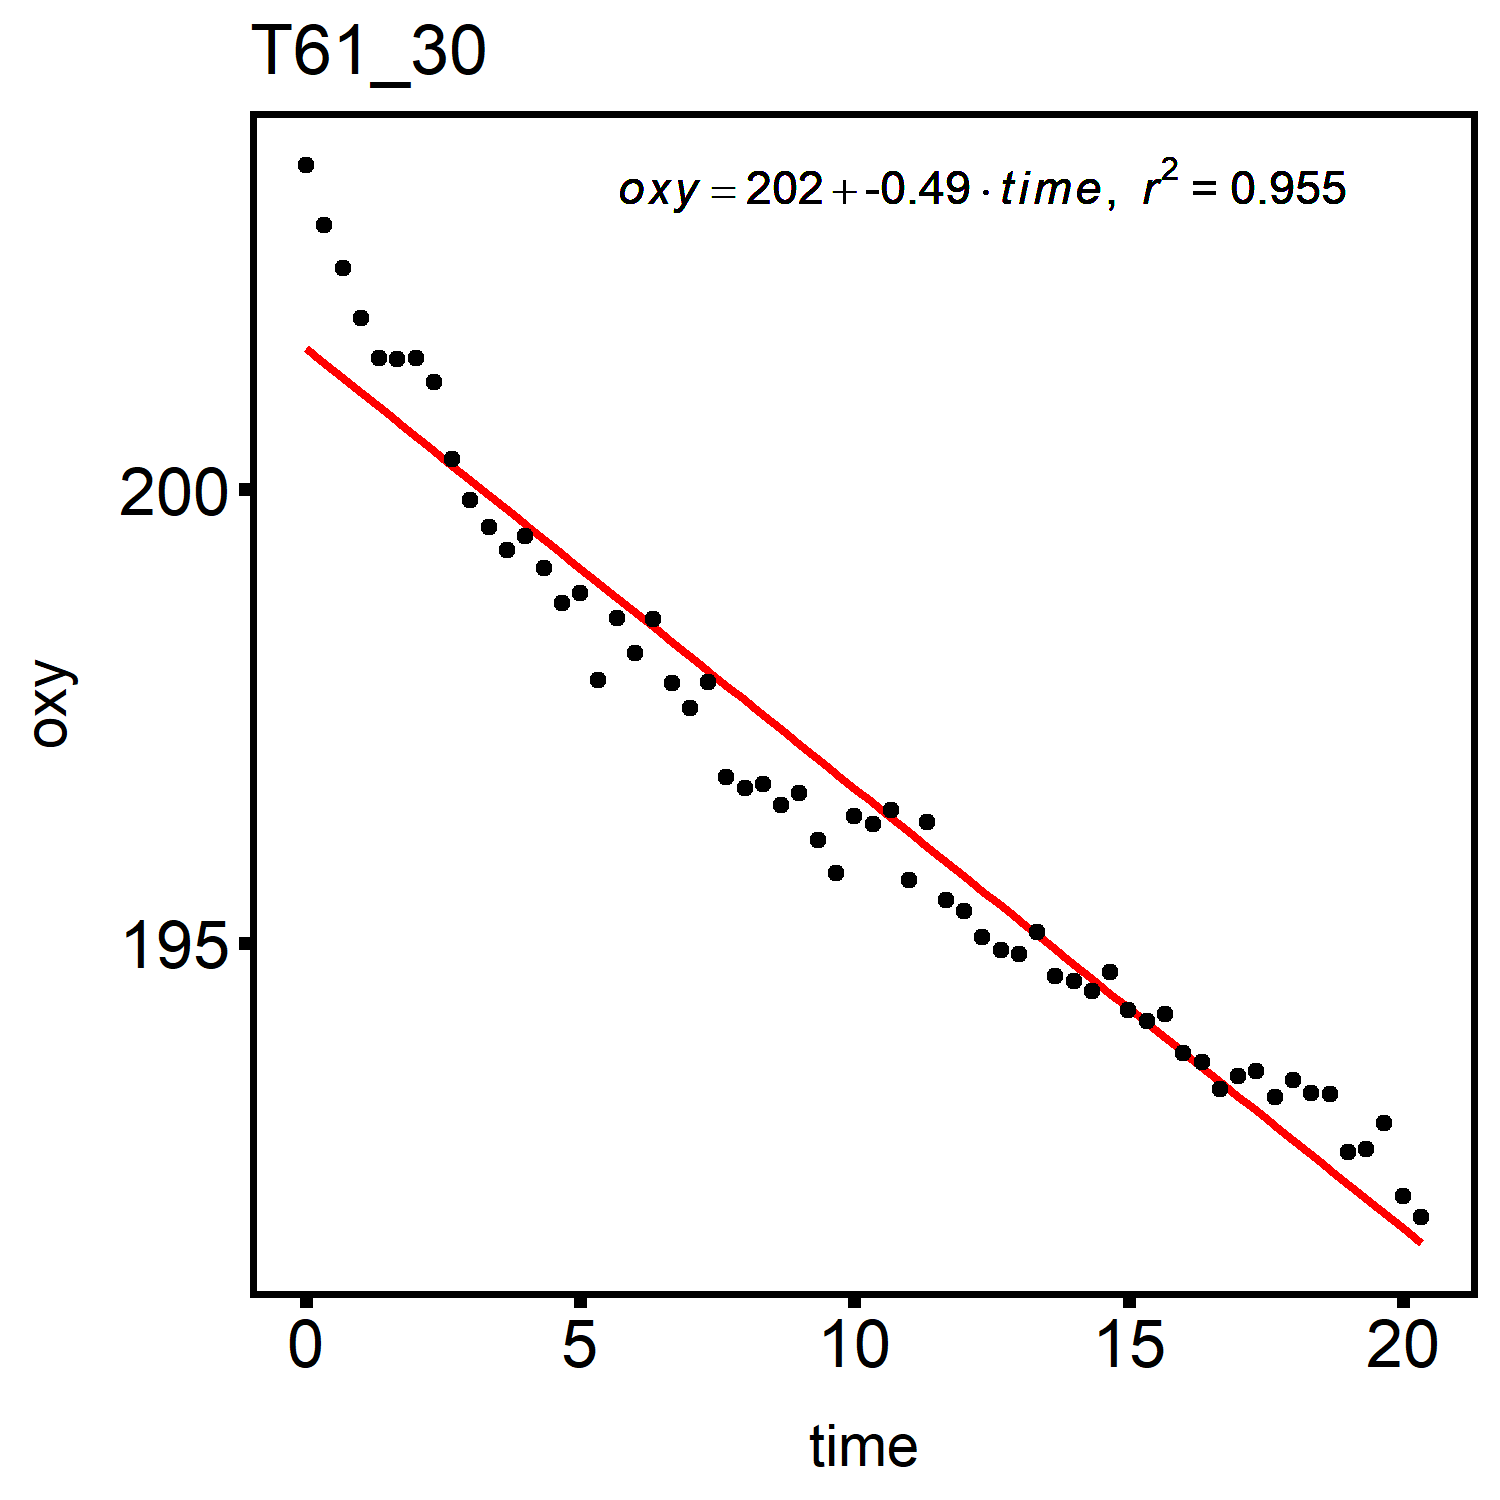 T61_30
oxy = 202 + -0.49 · time, r² = 0.955
200
195
oxy
0 5 10 15 20
time